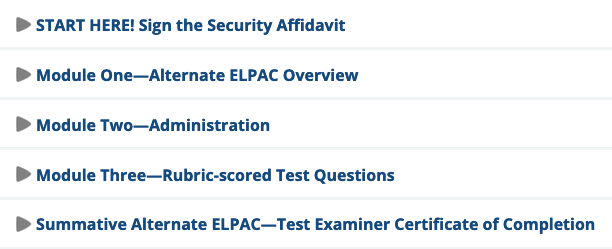 START HERE! Sign the Security Affidavit
Module One—Alternate ELPAC Overview
Module Two—Administration
Module Three—Rubric-scored Test Questions
Summative Alternate ELPAC—Test Examiner Certificate of Completion